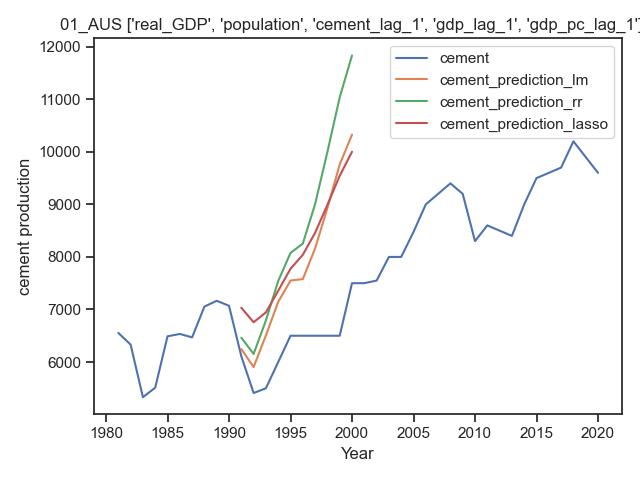 01_AUS ['real_GDP', 'population', 'cement_lag_1', 'gdp_lag_1', 'gdp_pc_lag_1']
12000
11000
10000
9000
8000
7000
6000
cement production
cement
cement_prediction_lm
cement_prediction_rr
cement_prediction_lasso
1980 1985 1990 1995 2000 2005 2010 2015 2020
Year